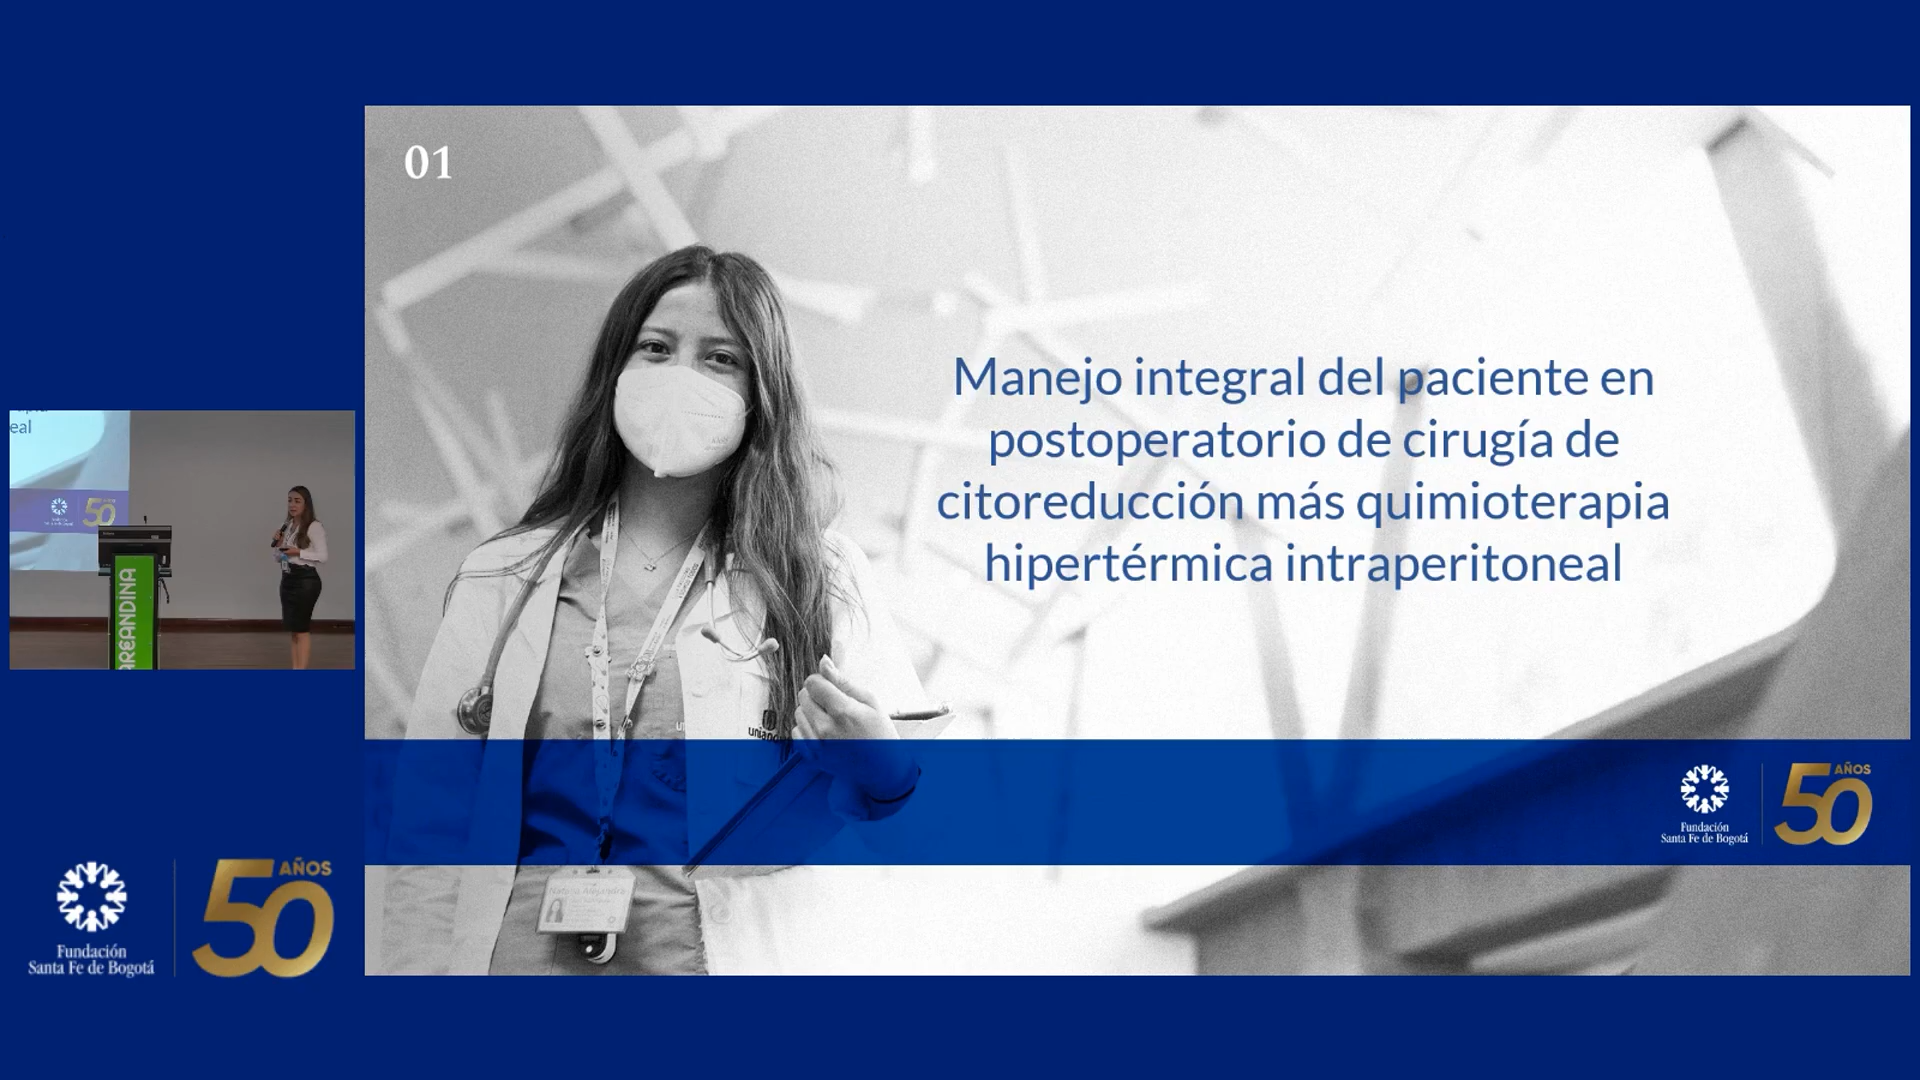 01
Manejo integral del paciente en
postoperatorio de cirugía de
citoreducción más quimioterapia
hipertérmica intraperitoneal
eal
50
AREANDINA
Fundación
Santa Fe de Bogotá
50 AÑOS
Fundación
Santa Fe de Bogotá
50 AÑOS